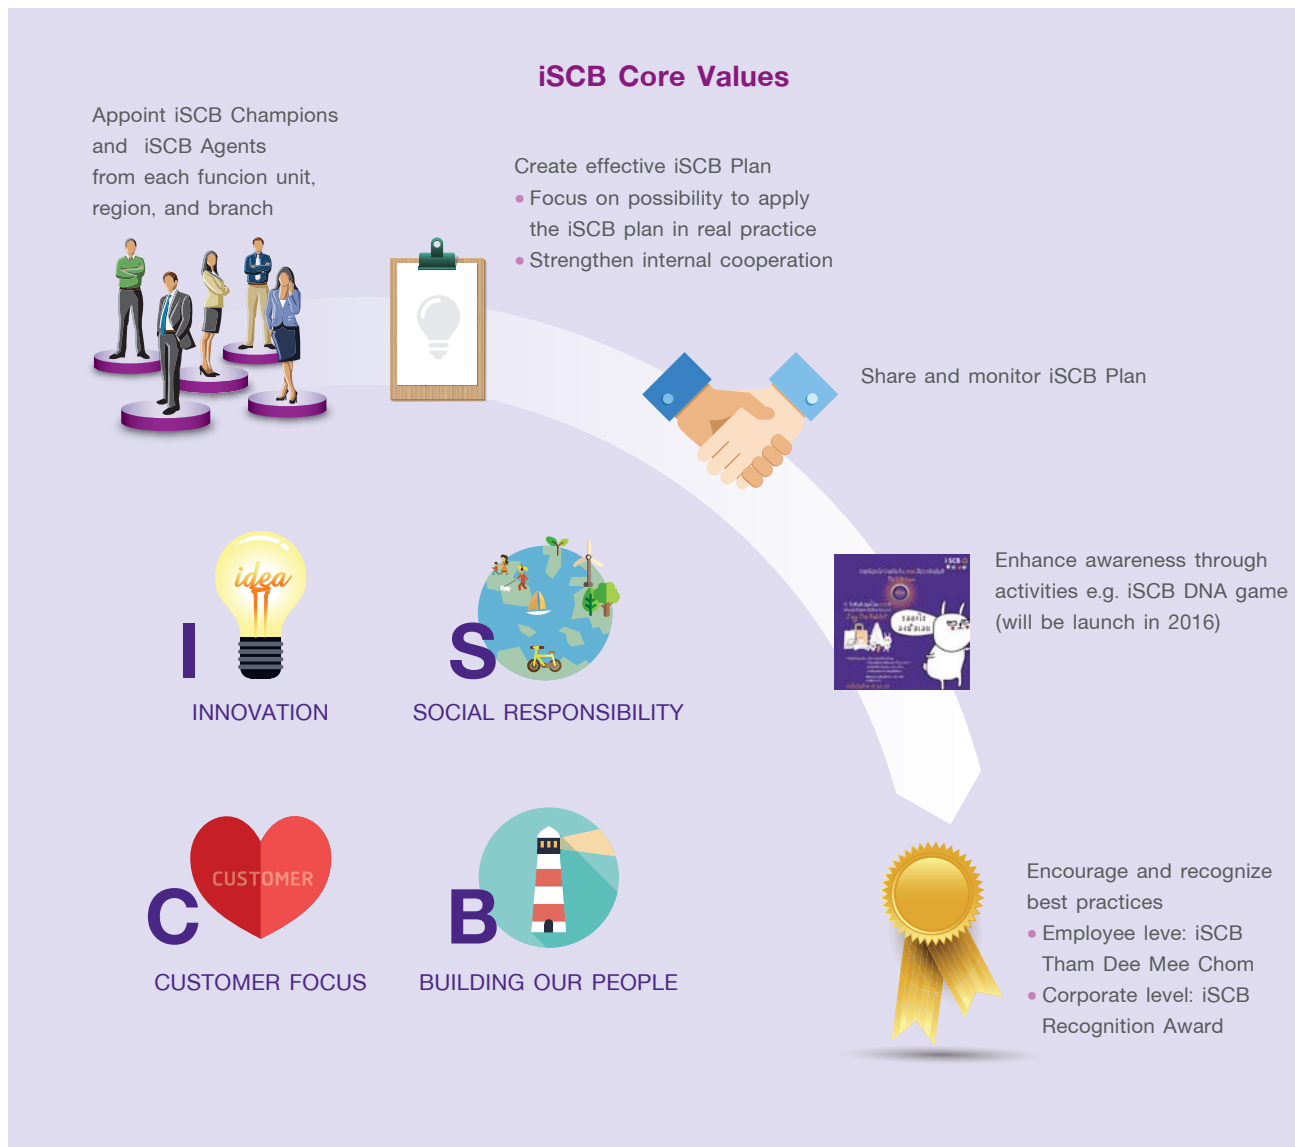 iSCB Core Values
Appoint iSCB Champions
and iSCB Agents
from each funcion unit,
region, and branch
Create effective iSCB Plan
• Focus on possibility to apply
the iSCB plan in real practice
• Strengthen internal cooperation
Share and monitor iSCB Plan
iSCB
Enhance awareness through
activities e.g. iSCB DNA game
(will be launch in 2016)
idea
I
INNOVATION
S
SOCIAL RESPONSIBILITY
CUSTOMER
C
CUSTOMER FOCUS
B
BUILDING OUR PEOPLE
Encourage and recognize
best practices
• Employee leve: iSCB
Tham Dee Mee Chom
• Corporate level: iSCB
Recognition Award